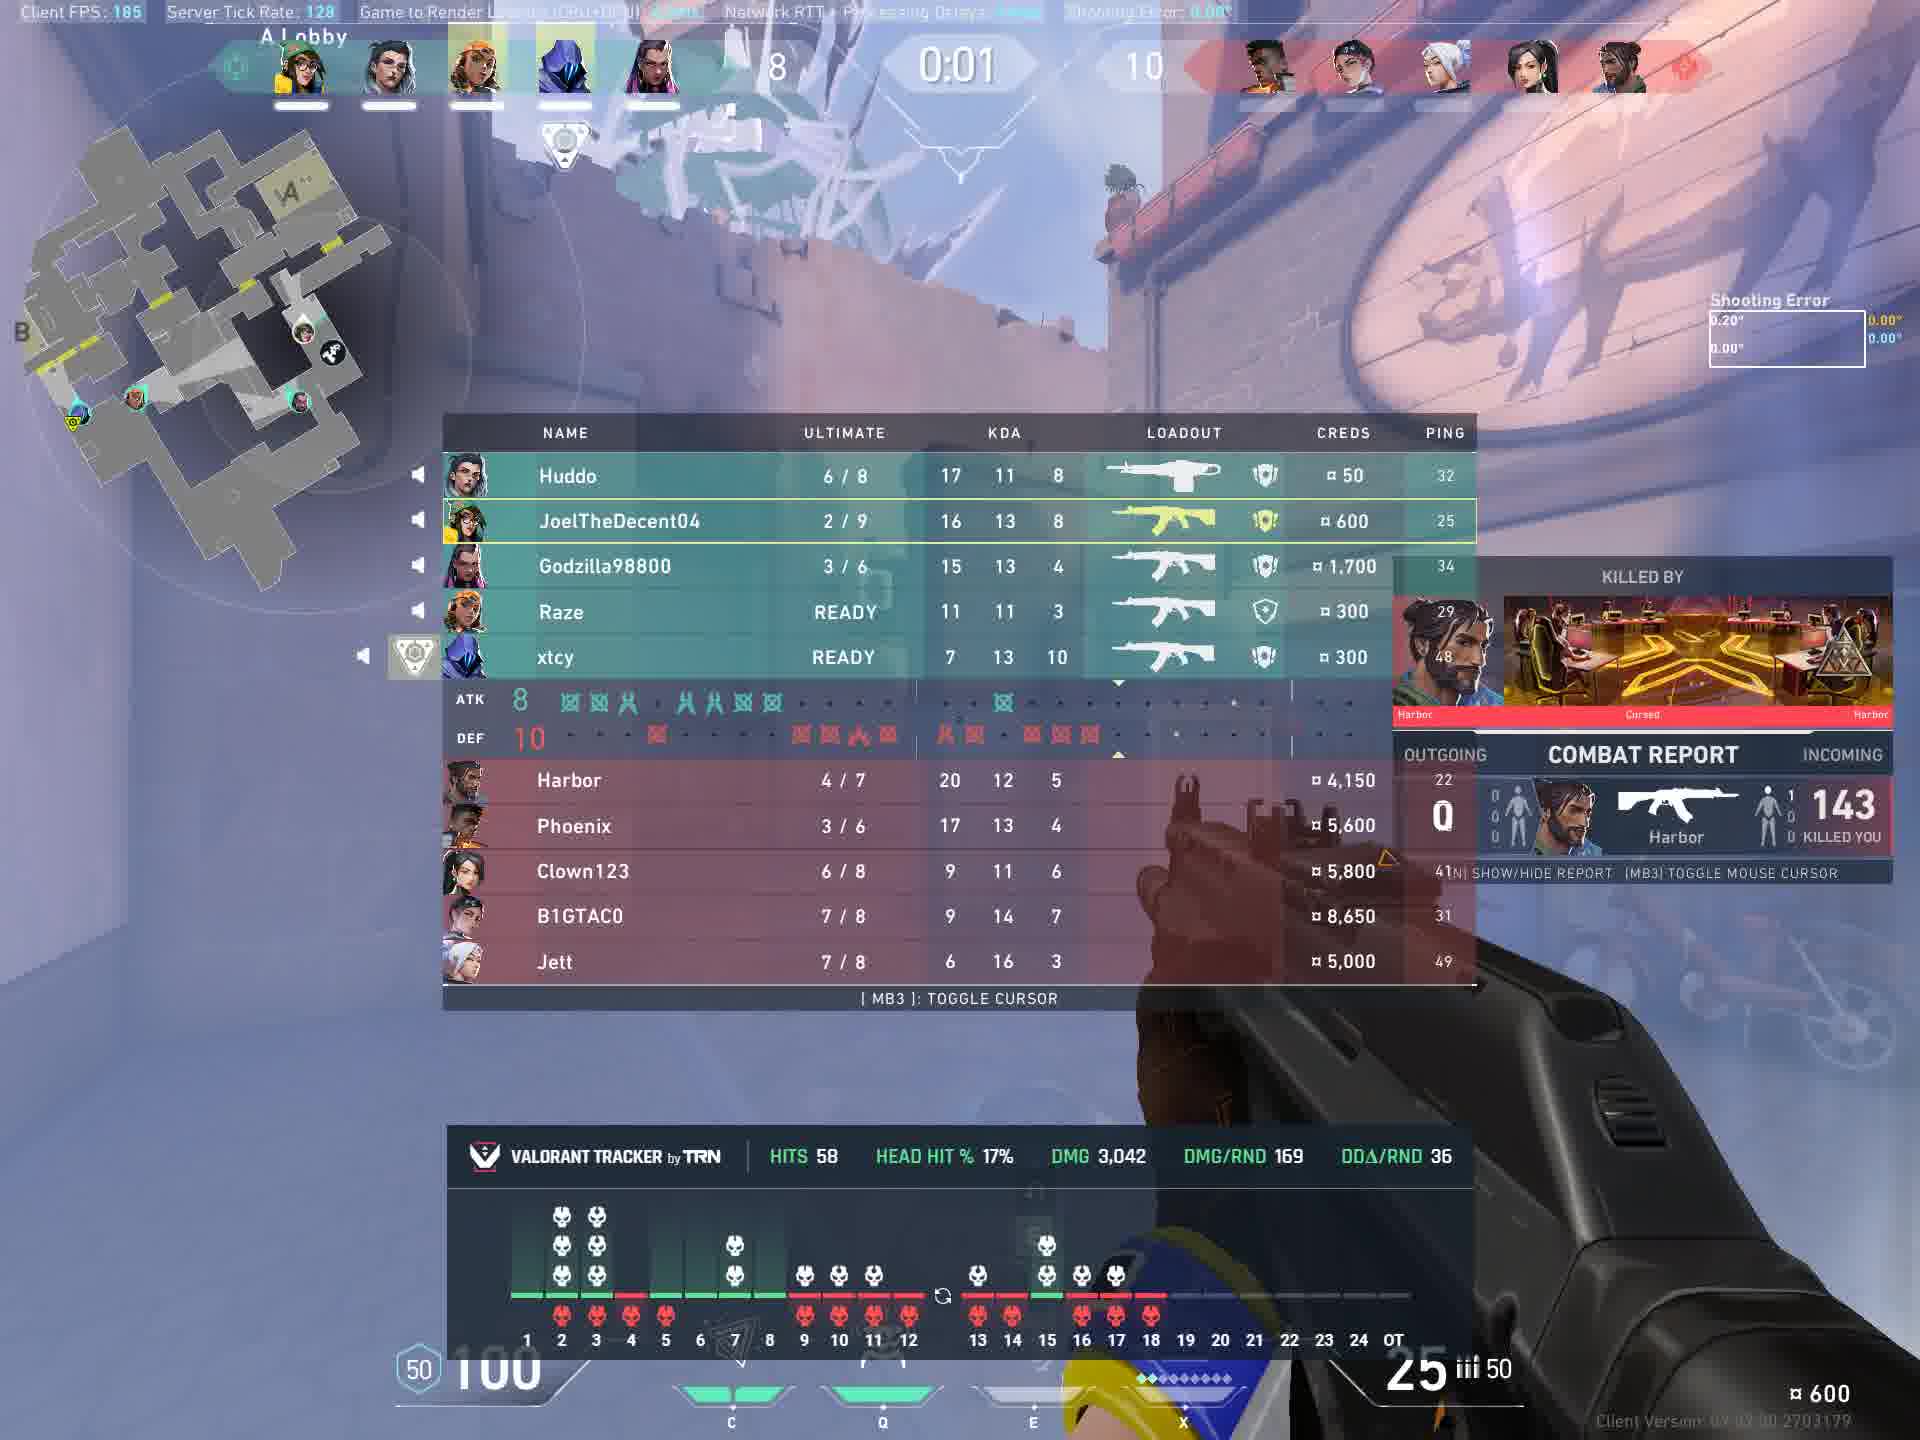 Client FPS: 185 Server Tick Rate: 128
A Lobby
8 0:01 10
A
B
Shooting Error
0.20° 0.00°
0.00° 0.00°
NAME ULTIMATE KDA LOADOUT CREDS PING
Huddo 6 / 8 17 11 8 ¤ 50 32
JoelTheDecent04 2 / 9 16 13 8 ¤ 600 25
Godzilla98800 3 / 6 15 13 4 ¤ 1,700 34
Raze READY 11 11 3 ¤ 300 29
xtcy READY 7 13 10 ¤ 300 48
ATK 8
DEF 10
Harbor 4 / 7 20 12 5 ¤ 4,150 22
Phoenix 3 / 6 17 13 4 ¤ 5,600
Clown123 6 / 8 9 11 6 ¤ 5,800 41
B1GTAC0 7 / 8 9 14 7 ¤ 8,650 31
Jett 7 / 8 6 16 3 ¤ 5,000 49
[ MB3 ]: TOGGLE CURSOR
KILLED BY
Harbor Cursed Harbor
OUTGOING COMBAT REPORT INCOMING
0 0 0 Harbor 1 0 0 143 KILLED YOU
SHOW/HIDE REPORT [MB3] TOGGLE MOUSE CURSOR
VALORANT TRACKER by TRN HITS 58 HEAD HIT % 17% DMG 3,042 DMG/RND 169 DDΔ/RND 36
1 2 3 4 5 6 7 8 9 10 11 12 13 14 15 16 17 18 19 20 21 22 23 24 OT
50 100 25 50
C Q E X
¤ 600